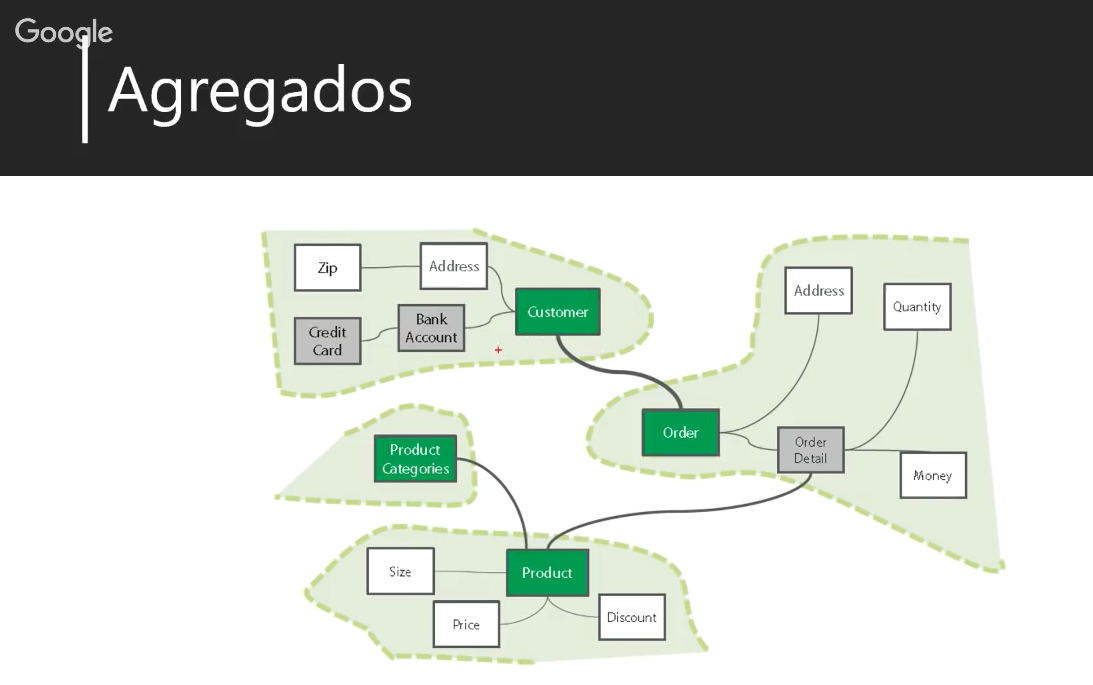 Google
Agregados
Zip
Address
Customer
Credit
Card
Bank
Account
Address
Quantity
Order
Order
Detail
Money
Product
Categories
Size
Product
Price
Discount